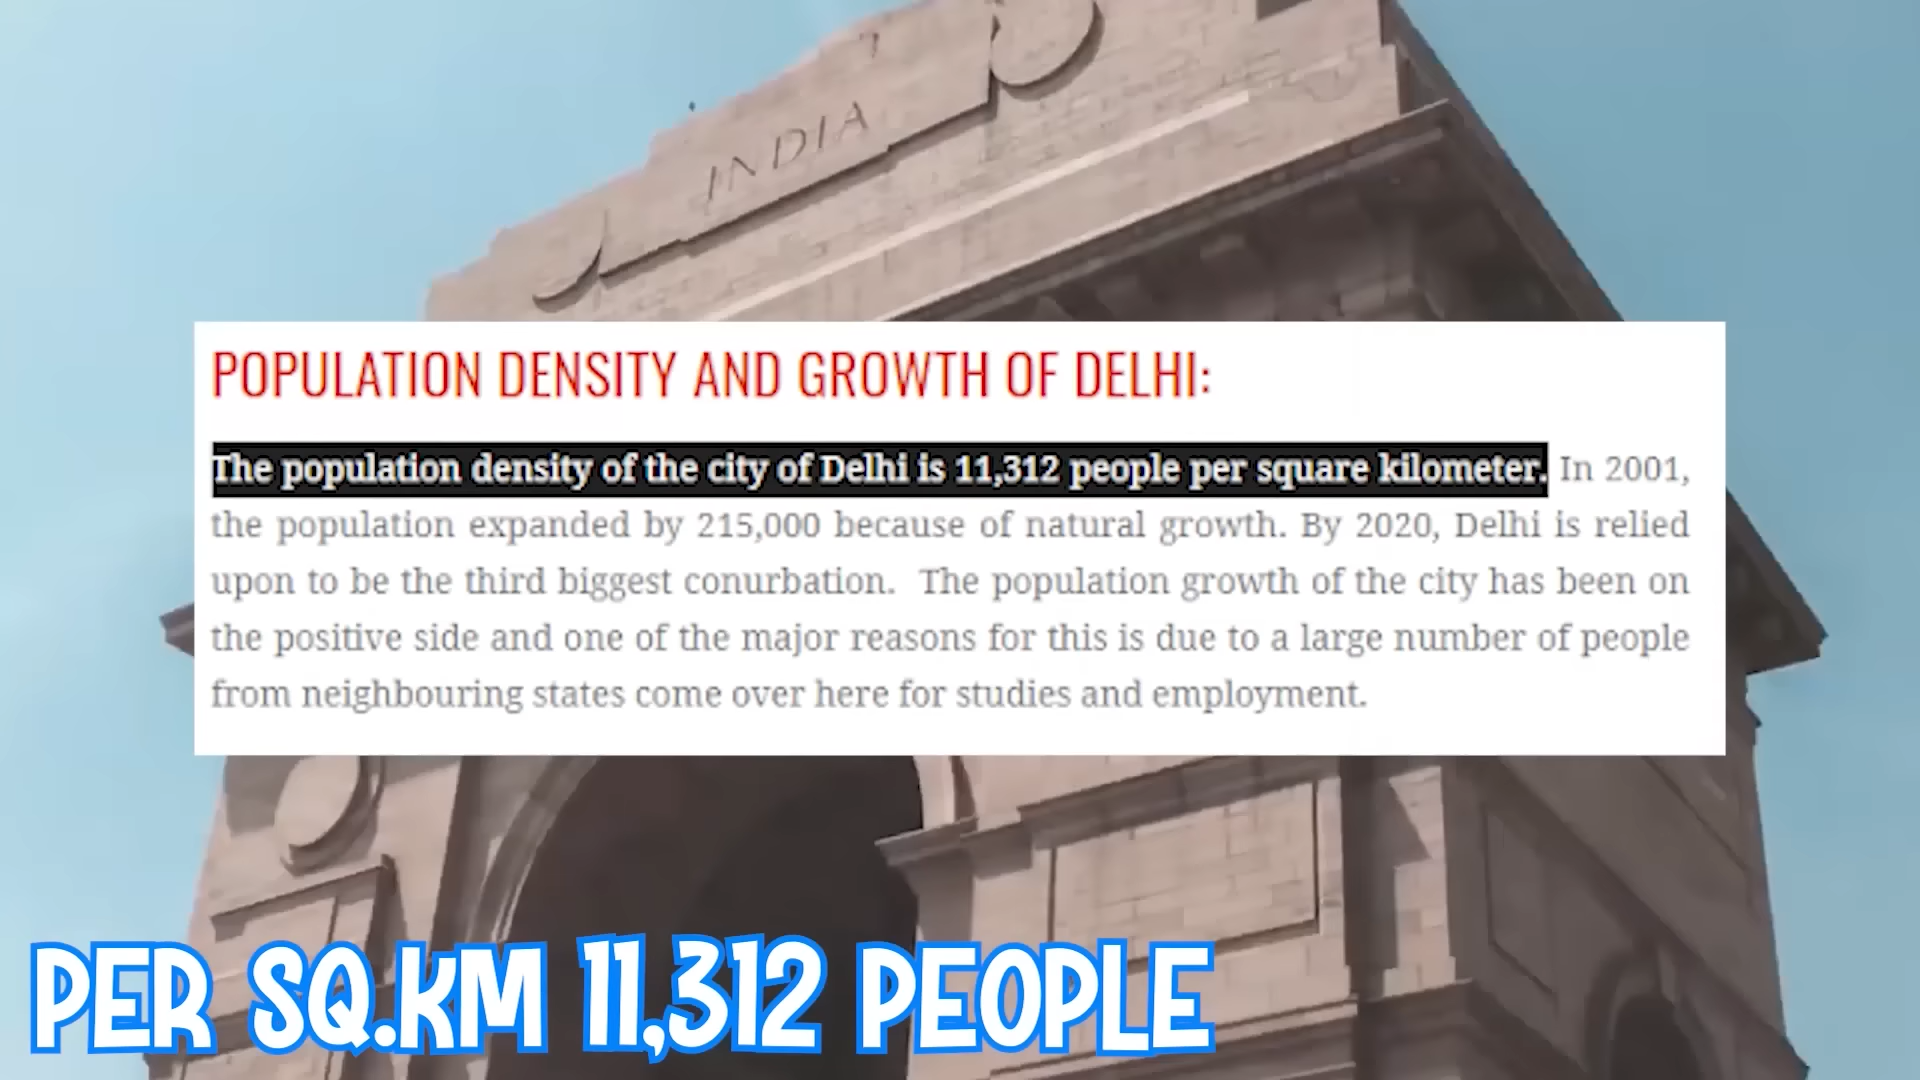 INDIA
POPULATION DENSITY AND GROWTH OF DELHI:
The population density of the city of Delhi is 11,312 people per square kilometer. In 2001,
the population expanded by 215,000 because of natural growth. By 2020, Delhi is relied
upon to be the third biggest conurbation. The population growth of the city has been on
the positive side and one of the major reasons for this is due to a large number of people
from neighbouring states come over here for studies and employment.
PER SQ.KM 11,312 PEOPLE